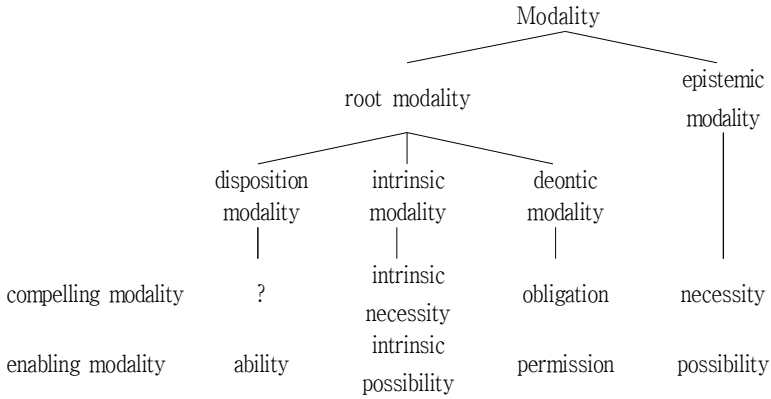 Modality
epistemic
root modality
modality
disposition intrinsic deontic
modality modality modality
intrinsic
compelling modality ? obligation necessity
necessity
intrinsic
enabling modality ability permission possibility
possibility